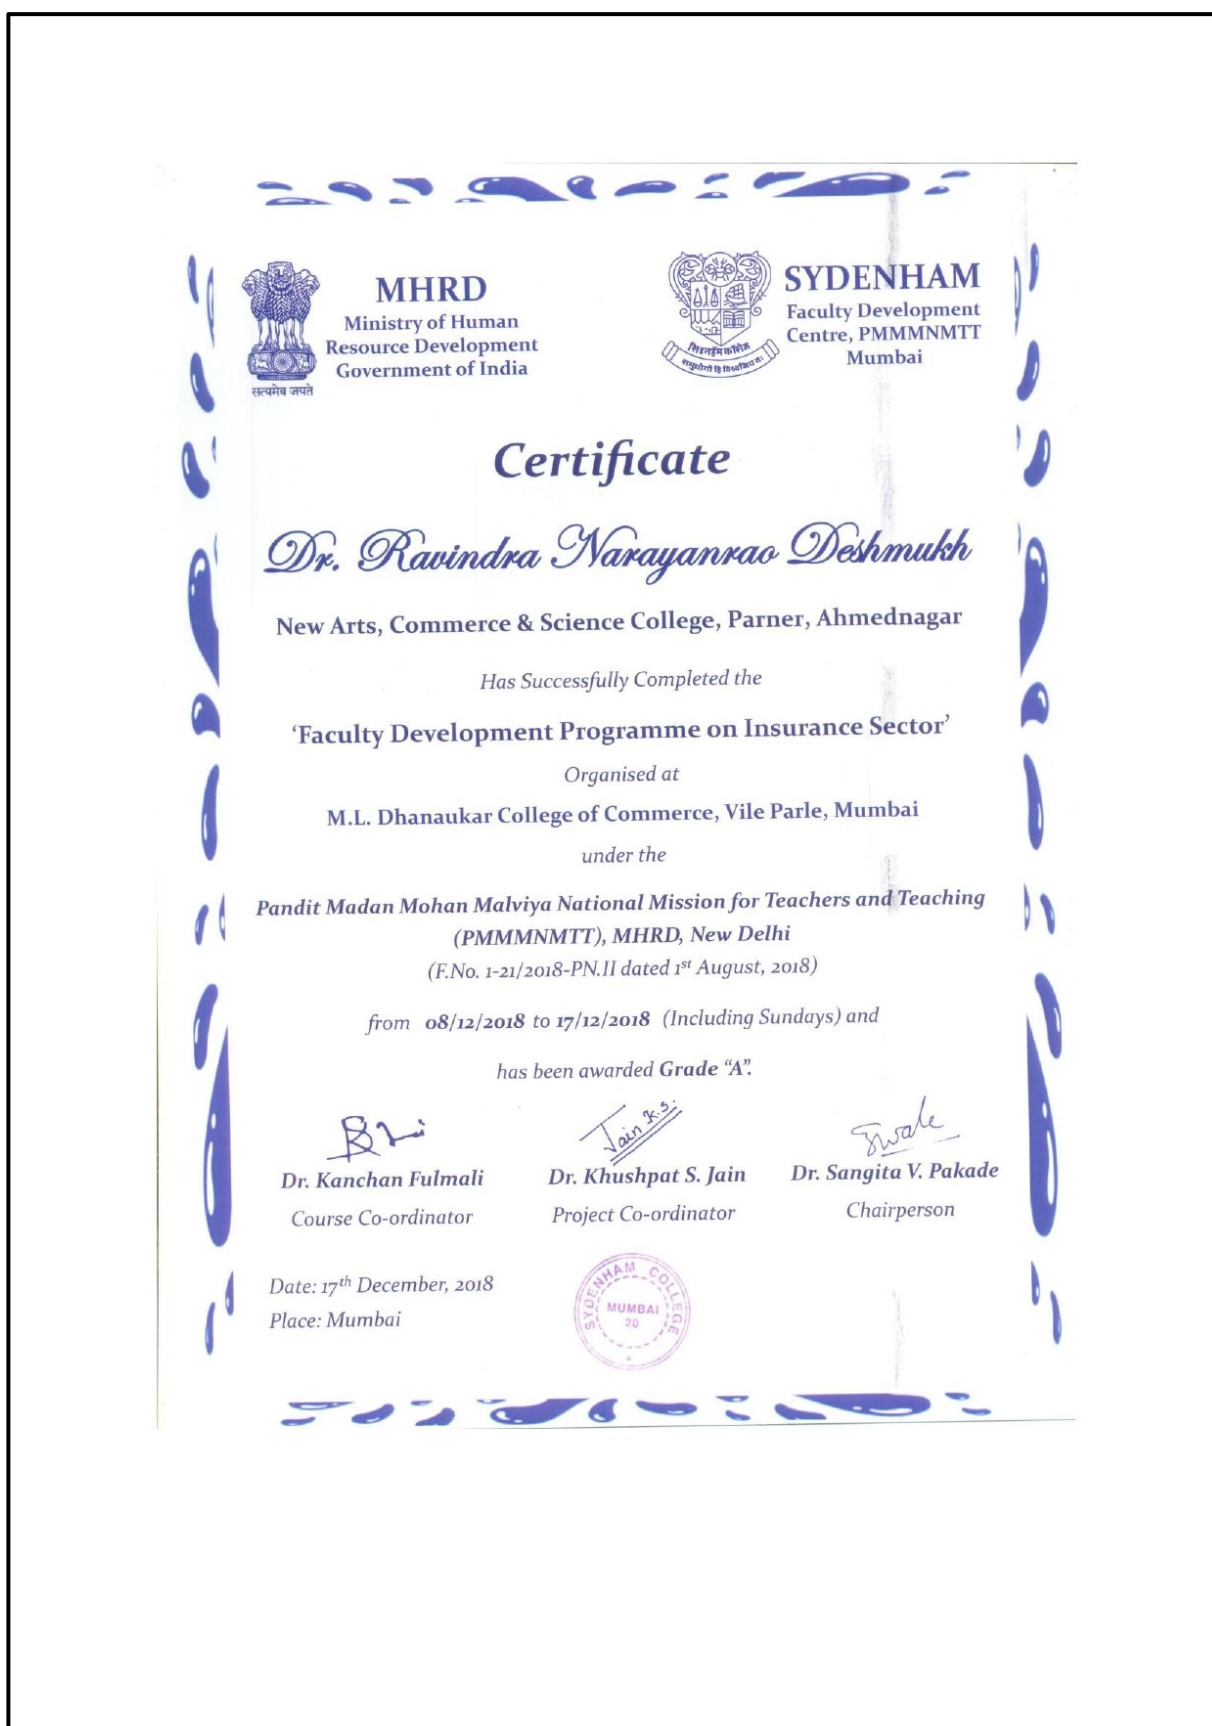 MHRD
Ministry of Human
Resource Development
Government of India
सत्यमेव जयते
SYDENHAM
Faculty Development
Centre, PMMMNMTT
Mumbai
Certificate
Dr. Ravindra Narayanrao Deshmukh
New Arts, Commerce & Science College, Parner, Ahmednagar
Has Successfully Completed the
‘Faculty Development Programme on Insurance Sector’
Organised at
M.L. Dhanaukar College of Commerce, Vile Parle, Mumbai
under the
Pandit Madan Mohan Malviya National Mission for Teachers and Teaching
(PMMMNMTT), MHRD, New Delhi
(F.No. 1-21/2018-PN.II dated 1st August, 2018)
from 08/12/2018 to 17/12/2018 (Including Sundays) and
has been awarded Grade “A”.
Jain K.S.
Dr. Kanchan Fulmali
Dr. Khushpat S. Jain
Dr. Sangita V. Pakade
Course Co-ordinator
Project Co-ordinator
Chairperson
Date: 17th December, 2018
Place: Mumbai
SYDENHAM COLLEGE
MUMBAI
20